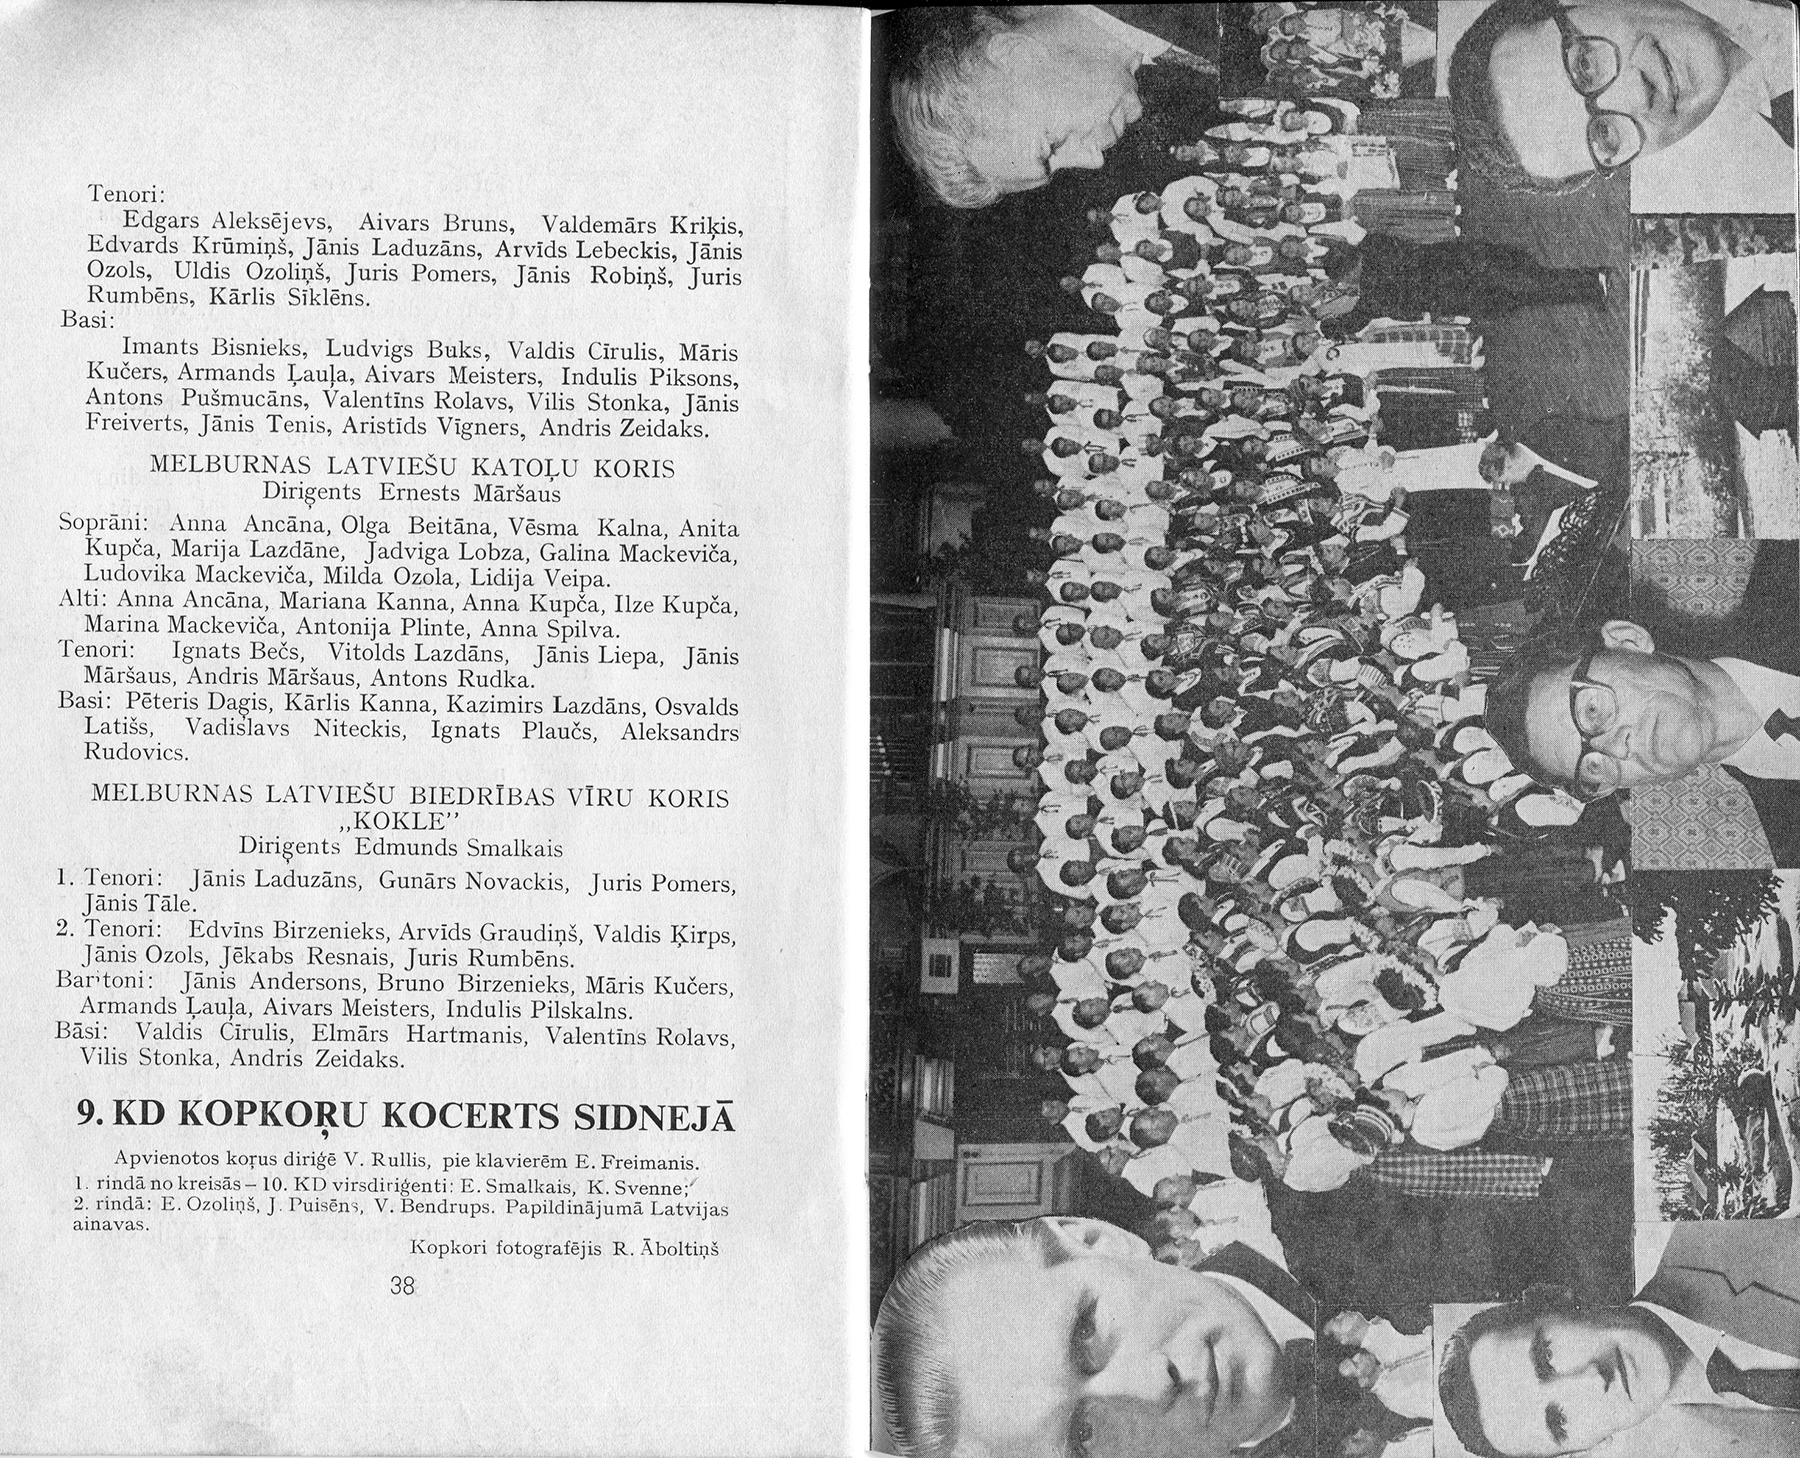 Tenori:
Edgars Aleksējevs, Aivars Bruns, Valdemārs Kriķis,
Edvards Krūmiņš, Jānis Laduzāns, Arvīds Lebeckis, Jānis
Ozols, Uldis Ozoliņš, Juris Pomers, Jānis Robiņš, Juris
Rumbēns, Kārlis Sīklēns.
Basi:
Imants Bisnieks, Ludvigs Buks, Valdis Cīrulis, Māris
Kučers, Armands Ļauļa, Aivars Meisters, Indulis Piksons,
Antons Pušmucāns, Valentīns Rolavs, Vilis Stonka, Jānis
Freiverts, Jānis Tenis, Aristīds Vīgners, Andris Zeidaks.
MELBURNAS LATVIEŠU KATOĻU KORIS
Diriģents Ernests Māršaus
Soprāni: Anna Ancāna, Olga Beitāna, Vēsma Kalna, Anita
Kupča, Marija Lazdāne, Jadviga Lobza, Galina Mackeviča,
Ludovika Mackeviča, Milda Ozola, Lidija Veipa.
Alti: Anna Ancāna, Mariana Kanna, Anna Kupča, Ilze Kupča,
Marina Mackeviča, Antonija Plinte, Anna Spilva.
Tenori: Ignats Bečs, Vitolds Lazdāns, Jānis Liepa, Jānis
Māršaus, Andris Māršaus, Antons Rudka.
Basi: Pēteris Daģis, Kārlis Kanna, Kazimirs Lazdāns, Osvalds
Latišs, Vadislavs Niteckis, Ignats Plaučs, Aleksandrs
Rudovics.
MELBURNAS LATVIEŠU BIEDRĪBAS VĪRU KORIS
„KOKLE”
Diriģents Edmunds Smalkais
1. Tenori: Jānis Laduzāns, Gunārs Novackis, Juris Pomers,
Jānis Tāle.
2. Tenori: Edvīns Birzenieks, Arvīds Graudiņš, Valdis Ķirps,
Jānis Ozols, Jēkabs Resnais, Juris Rumbēns.
Baritoni: Jānis Andersons, Bruno Birzenieks, Māris Kučers,
Armands Ļauļa, Aivars Meisters, Indulis Pilskalns.
Bāsi: Valdis Cīrulis, Elmārs Hartmanis, Valentīns Rolavs,
Vilis Stonka, Andris Zeidaks.
9. KD KOPKOŖU KOCERTS SIDNEJĀ
Apvienotos koŗus diriģē V. Rullis, pie klavierēm E. Freimanis.
1. rindā no kreisās – 10. KD virsdiriģenti: E. Smalkais, K. Svenne;
2. rindā: E. Ozoliņš, J. Puisēns, V. Bendrups. Papildinājumā Latvijas
ainavas.
Kopkori fotografējis R. Āboltiņš
38